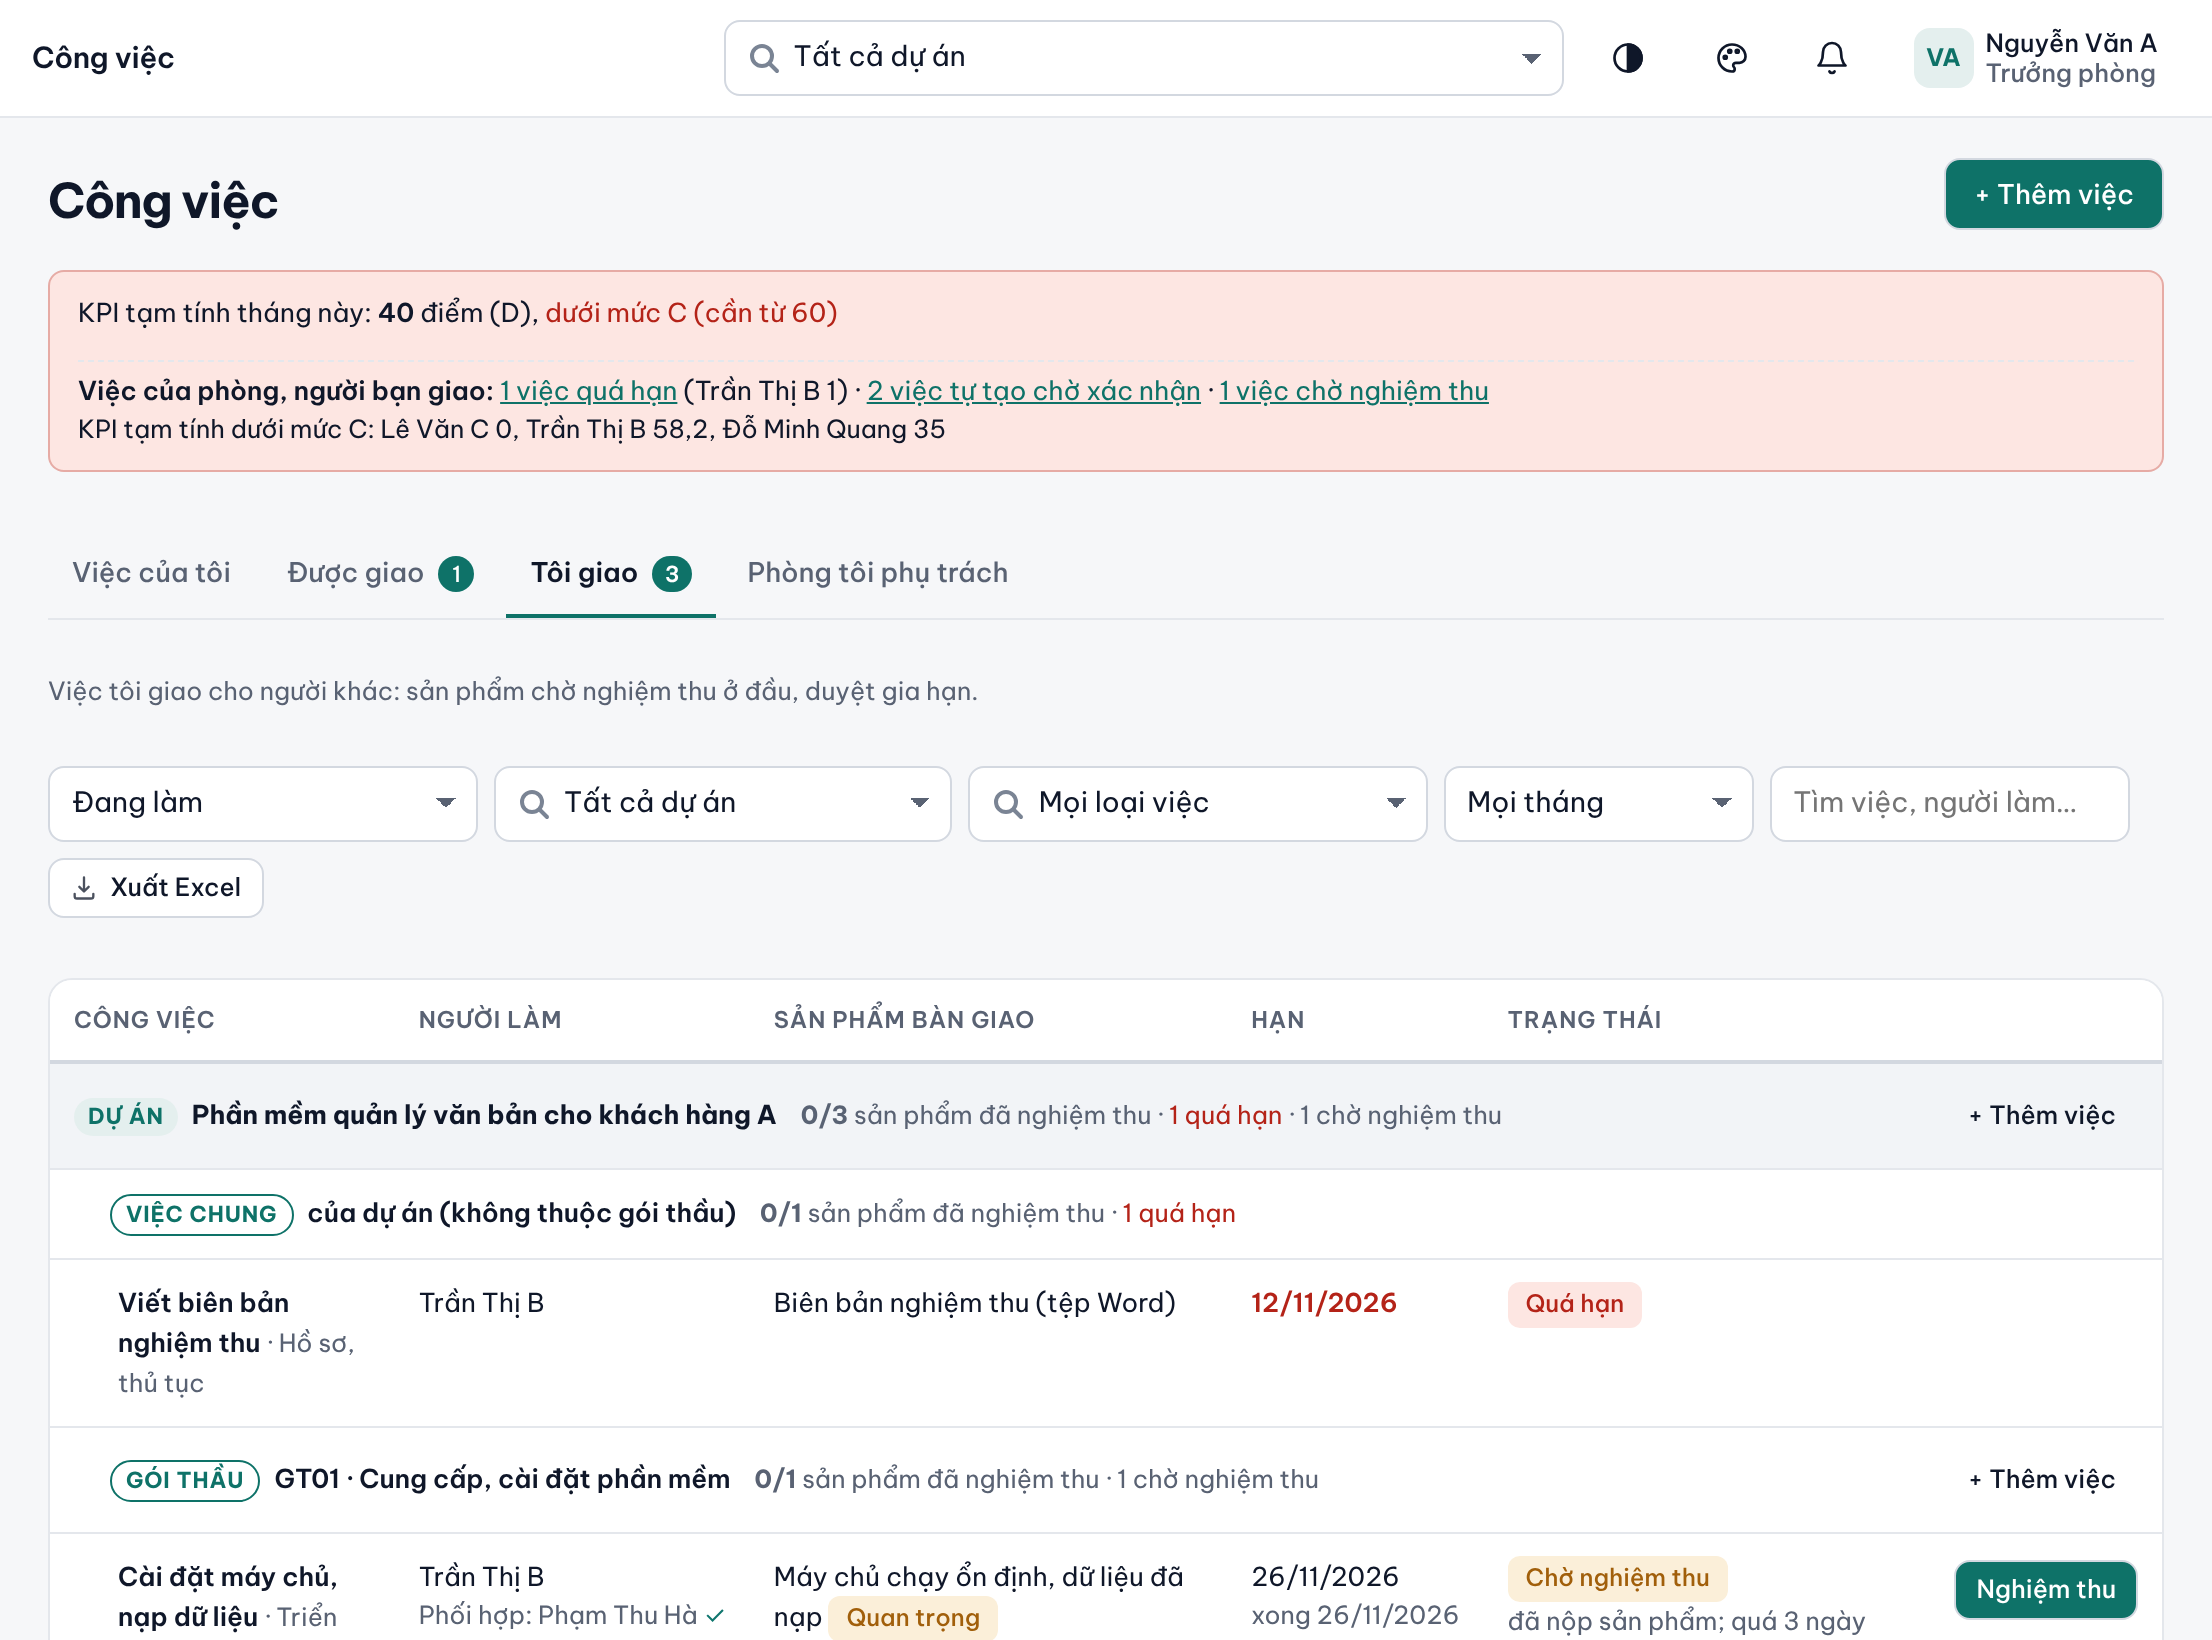 Công việc
Tất cả dự án
VA
Nguyễn Văn A
Trưởng phòng
Công việc
+ Thêm việc
KPI tạm tính tháng này: 40 điểm (D), dưới mức C (cần từ 60)
Việc của phòng, người bạn giao: 1 việc quá hạn (Trần Thị B 1) · 2 việc tự tạo chờ xác nhận · 1 việc chờ nghiệm thu
KPI tạm tính dưới mức C: Lê Văn C 0, Trần Thị B 58,2, Đỗ Minh Quang 35
Việc của tôi
Được giao 1
Tôi giao 3
Phòng tôi phụ trách
Việc tôi giao cho người khác: sản phẩm chờ nghiệm thu ở đầu, duyệt gia hạn.
Đang làm
Tất cả dự án
Mọi loại việc
Mọi tháng
Tìm việc, người làm...
Xuất Excel
CÔNG VIỆC
NGƯỜI LÀM
SẢN PHẨM BÀN GIAO
HẠN
TRẠNG THÁI
DỰ ÁN Phần mềm quản lý văn bản cho khách hàng A 0/3 sản phẩm đã nghiệm thu · 1 quá hạn · 1 chờ nghiệm thu
+ Thêm việc
VIỆC CHUNG của dự án (không thuộc gói thầu) 0/1 sản phẩm đã nghiệm thu · 1 quá hạn
Viết biên bản
nghiệm thu · Hồ sơ,
thủ tục
Trần Thị B
Biên bản nghiệm thu (tệp Word)
12/11/2026
Quá hạn
GÓI THẦU GT01 · Cung cấp, cài đặt phần mềm 0/1 sản phẩm đã nghiệm thu · 1 chờ nghiệm thu
+ Thêm việc
Cài đặt máy chủ,
nạp dữ liệu · Triển
Trần Thị B
Phối hợp: Phạm Thu Hà ✓
Máy chủ chạy ổn định, dữ liệu đã
nạp Quan trọng
26/11/2026
xong 26/11/2026
Chờ nghiệm thu
đã nộp sản phẩm; quá 3 ngày
Nghiệm thu